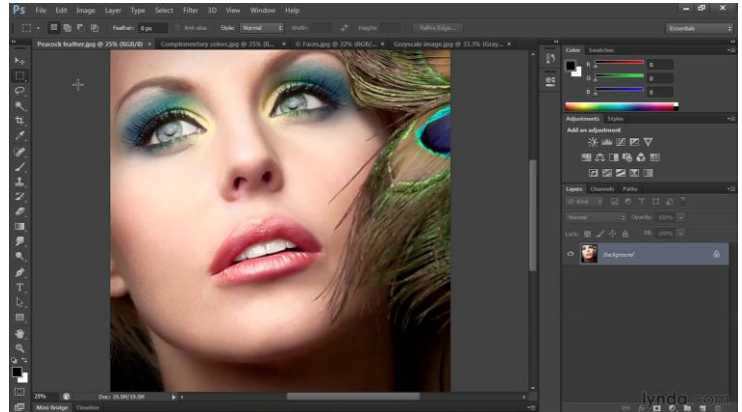 Ps File Edit Image Layer Type Select Filter 3D View Window Help
Feather: 0 px Anti-alias Style: Normal Width: Height: Refine Edge... Essentials
Peacock feather.jpg @ 25% (RGB/8) × Complementary colors.jpg @ 25% (R... × © Faces.jpg @ 22% (RGB/... × Grayscale image.jpg @ 33.3% (Gray... ×
Color Swatches
R 0
G 0
B 0
Adjustments Styles
Add an adjustment
Layers Channels Paths
Kind
Normal Opacity: 100%
Lock: Fill: 100%
Background
25% Doc: 19.9M/19.9M
Mini Bridge Timeline
lynda.com